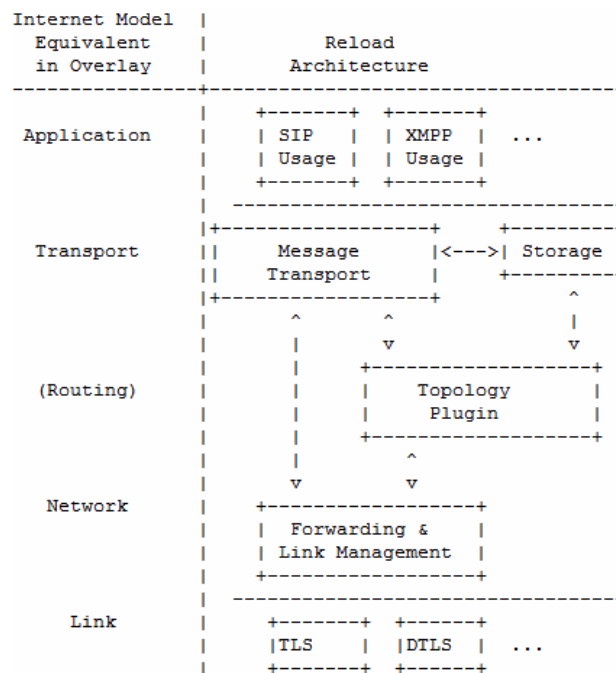 Internet Model |
Equivalent | Reload
in Overlay | Architecture
---------------+------------------------------------
| +-------+ +-------+
Application | | SIP | | XMPP | ...
| | Usage | | Usage |
| +-------+ +-------+
| ----------------------------------
|+------------------+ +---------
Transport || Message |<--->| Storage
|| Transport | +---------
|+------------------+ ^
| ^ ^ |
| | v v
| | +-------------------+
(Routing) | | | Topology |
| | | Plugin |
| | +-------------------+
| | ^
| v v
Network | +------------------+
| | Forwarding & |
| | Link Management |
| +------------------+
| ----------------------------------
Link | +-------+ +------+
| |TLS | |DTLS | ...
| +-------+ +------+